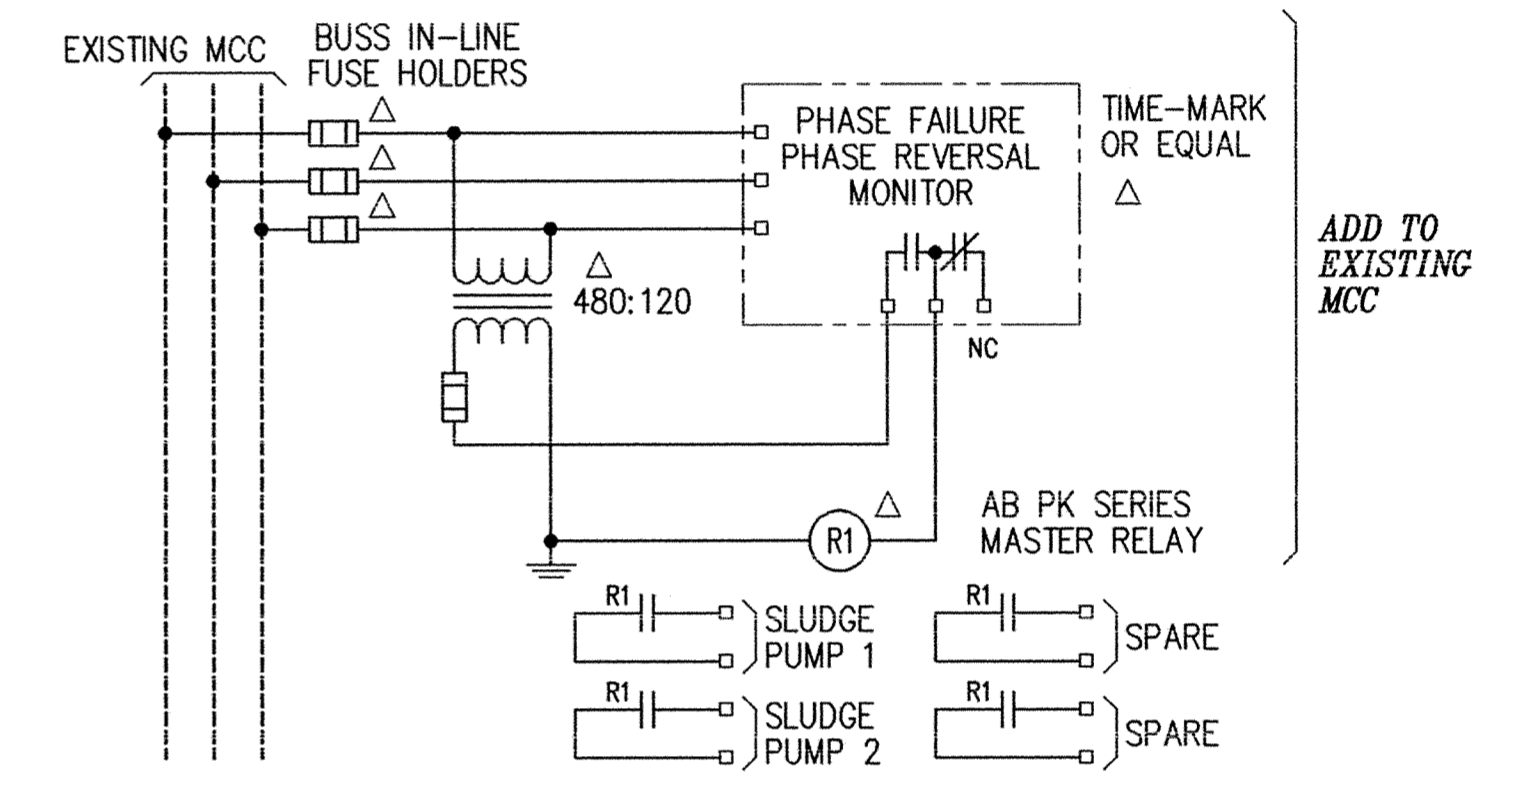 EXISTING MCC
BUSS IN-LINE
FUSE HOLDERS
PHASE FAILURE
PHASE REVERSAL
MONITOR
TIME-MARK
OR EQUAL
ADD TO
EXISTING
MCC
480:120
NC
R1
AB PK SERIES
MASTER RELAY
R1
SLUDGE
PUMP 1
R1
SPARE
R1
SLUDGE
PUMP 2
R1
SPARE